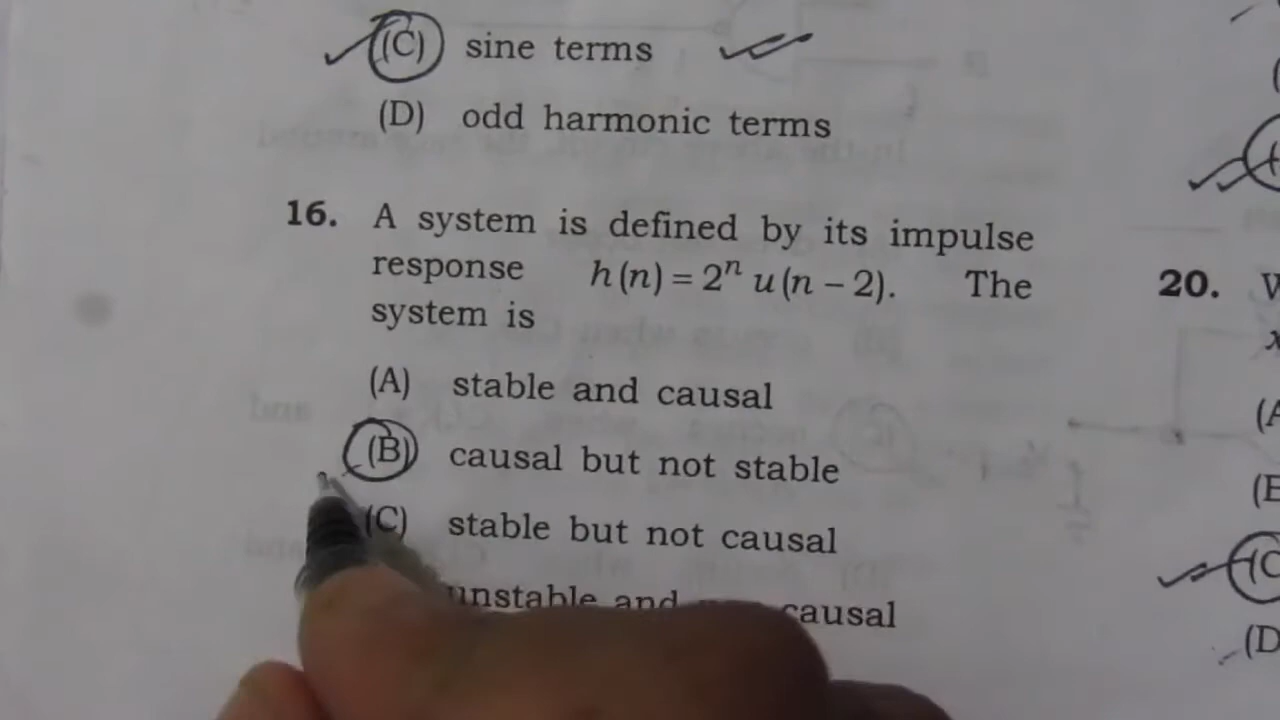 (C) sine terms
(D) odd harmonic terms
16. A system is defined by its impulse
response h(n) = 2ⁿ u(n – 2). The
system is
(A) stable and causal
(B) causal but not stable
(C) stable but not causal
unstable and causal
20.
(A
(B
(C
(D